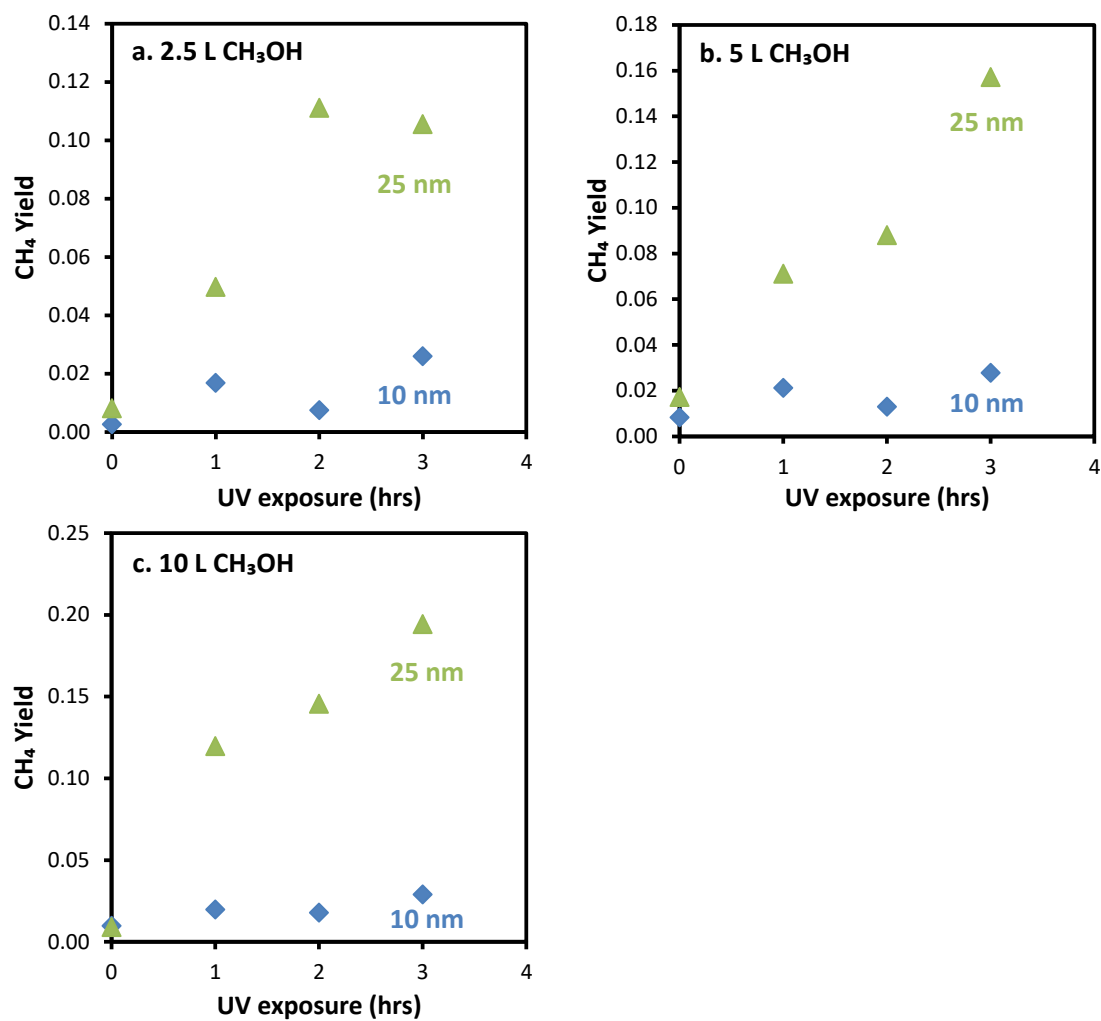 a. 2.5 L CH₃OH
0.14
0.12
0.10
0.08
0.06
0.04
0.02
0.00
CH₄ Yield
25 nm
10 nm
0 1 2 3 4
UV exposure (hrs)
b. 5 L CH₃OH
0.18
0.16
0.14
0.12
0.10
0.08
0.06
0.04
0.02
0.00
CH₄ Yield
25 nm
10 nm
0 1 2 3 4
UV exposure (hrs)
c. 10 L CH₃OH
0.25
0.20
0.15
0.10
0.05
0.00
CH₄ Yield
25 nm
10 nm
0 1 2 3 4
UV exposure (hrs)